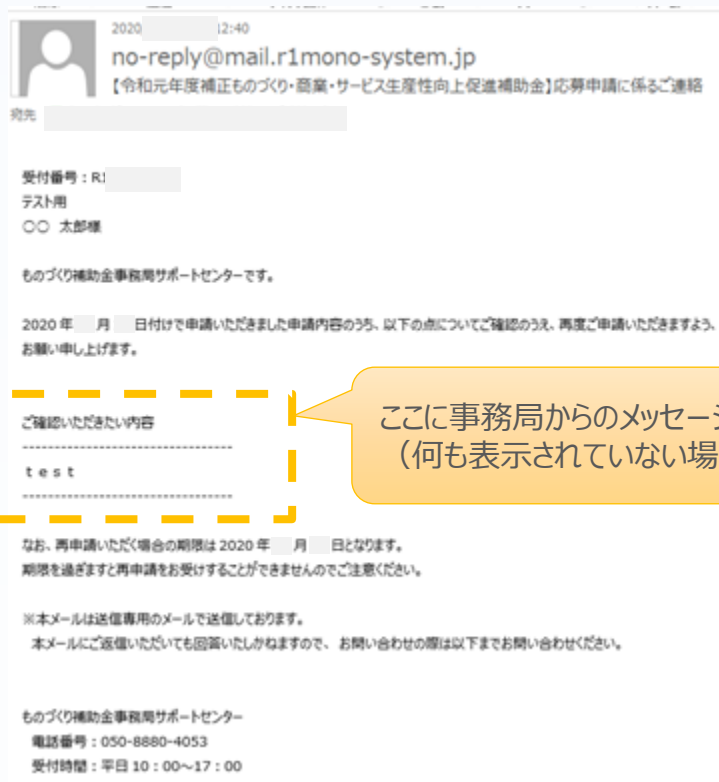 2020 12:40
no-reply@mail.r1mono-system.jp
【令和元年度補正ものづくり・商業・サービス生産性向上促進補助金】応募申請に係るご連絡
宛先
受付番号：R1
テスト用
〇〇 太郎様
ものづくり補助金事務局サポートセンターです。
2020 年 月 日付けで申請いただきました申請内容のうち、以下の点についてご確認のうえ、再度ご申請いただきますよう、
お願い申し上げます。
ご確認いただきたい内容
--------------------------------
ｔｅｓｔ
--------------------------------
ここに事務局からのメッセー
（何も表示されていない場
なお、再申請いただく場合の期限は 2020 年 月 日となります。
期限を過ぎますと再申請をお受けすることができませんのでご注意ください。
※本メールは送信専用のメールで送信しております。
本メールにご返信いただいても回答いたしかねますので、 お問い合わせの際は以下までお問い合わせください。
ものづくり補助金事務局サポートセンター
電話番号：050-8880-4053
受付時間：平日 10：00～17：00